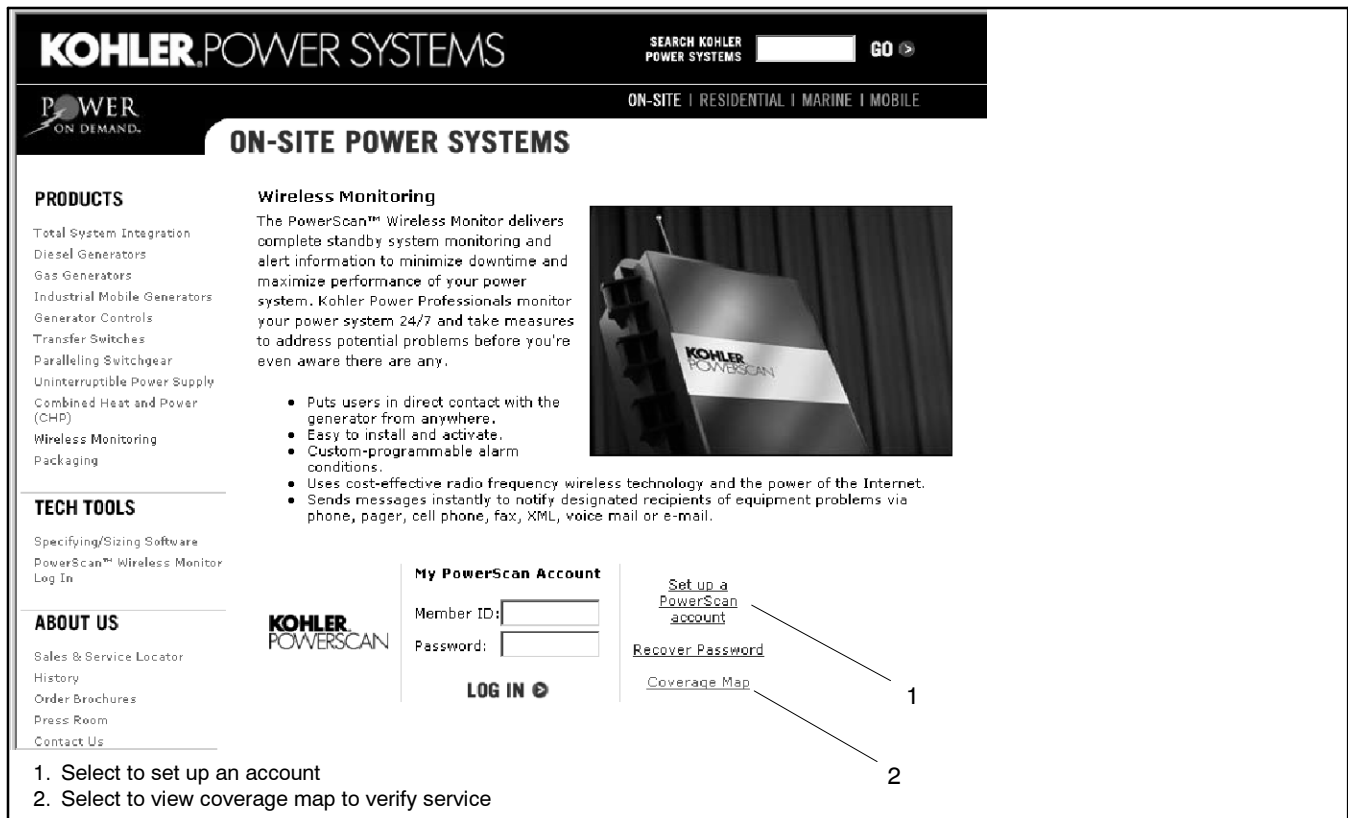 KOHLER.POWER SYSTEMS
SEARCH KOHLER
POWER SYSTEMS
GO
POWER
ON DEMAND.
ON-SITE | RESIDENTIAL | MARINE | MOBILE
ON-SITE POWER SYSTEMS
PRODUCTS
Total System Integration
Diesel Generators
Gas Generators
Industrial Mobile Generators
Generator Controls
Transfer Switches
Paralleling Switchgear
Uninterruptible Power Supply
Combined Heat and Power
(CHP)
Wireless Monitoring
Packaging
TECH TOOLS
Specifying/Sizing Software
PowerScan™ Wireless Monitor
Log In
ABOUT US
Sales & Service Locator
History
Order Brochures
Press Room
Contact Us
Wireless Monitoring
The PowerScan™ Wireless Monitor delivers
complete standby system monitoring and
alert information to minimize downtime and
maximize performance of your power
system. Kohler Power Professionals monitor
your power system 24/7 and take measures
to address potential problems before you're
even aware there are any.
• Puts users in direct contact with the
generator from anywhere.
• Easy to install and activate.
• Custom-programmable alarm
conditions.
• Uses cost-effective radio frequency wireless technology and the power of the Internet.
• Sends messages instantly to notify designated recipients of equipment problems via
phone, pager, cell phone, fax, XML, voice mail or e-mail.
KOHLER
POWERSCAN
KOHLER.
POWERSCAN
My PowerScan Account
Member ID:
Password:
LOG IN
Set up a
PowerScan
account
Recover Password
Coverage Map
1
2
1. Select to set up an account
2. Select to view coverage map to verify service